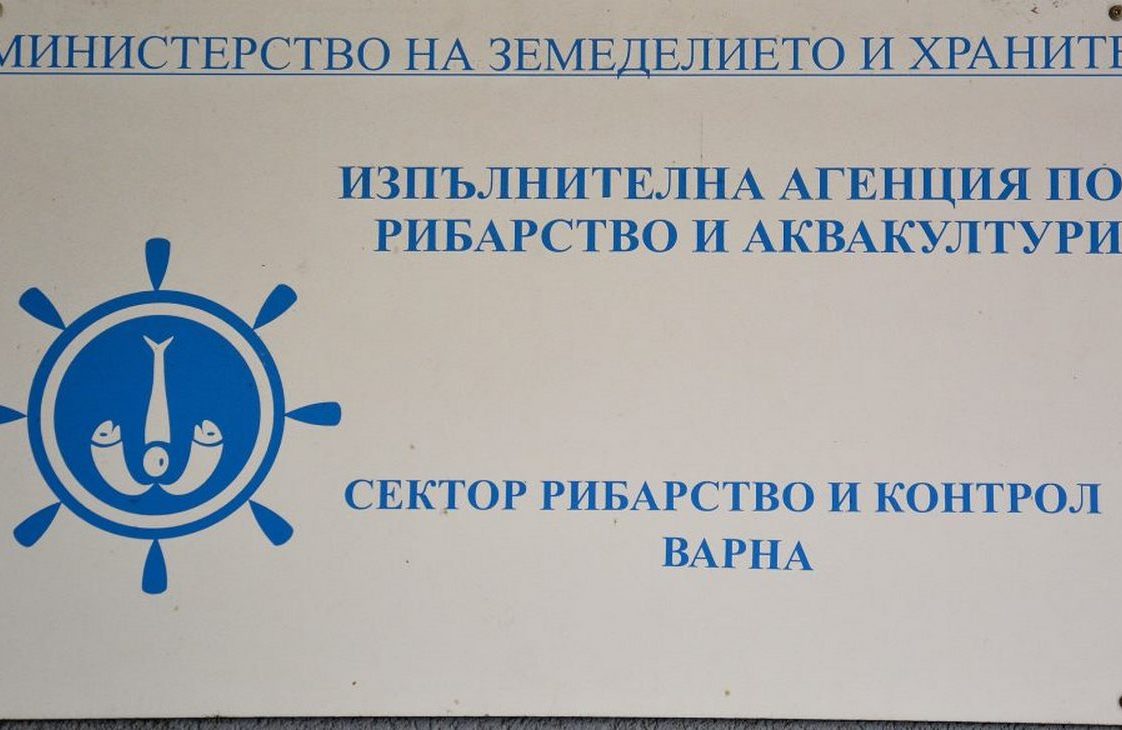 МИНИСТЕРСТВО НА ЗЕМЕДЕЛИЕТО И ХРАНИТЕ
ИЗПЪЛНИТЕЛНА АГЕНЦИЯ ПО
РИБАРСТВО И АКВАКУЛТУРИ
СЕКТОР РИБАРСТВО И КОНТРОЛ
ВАРНА